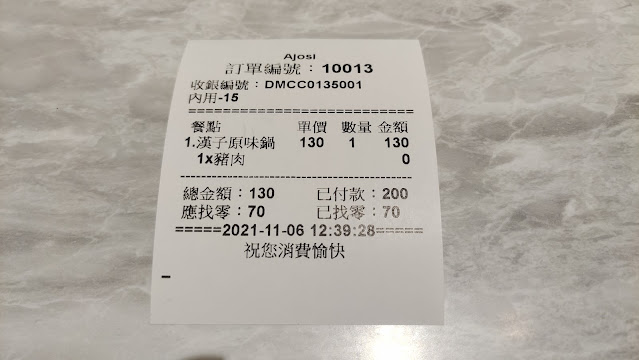 Ajosi
訂單編號：10013
收銀編號：DMCC0135001
內用-15
================================
餐點 單價 數量 金額
1.漢子原味鍋 130 1 130
1x豬肉 0
--------------------------------
總金額：130 已付款：200
應找零：70 已找零：70
=====2021-11-06 12:39:28=====
祝您消費愉快